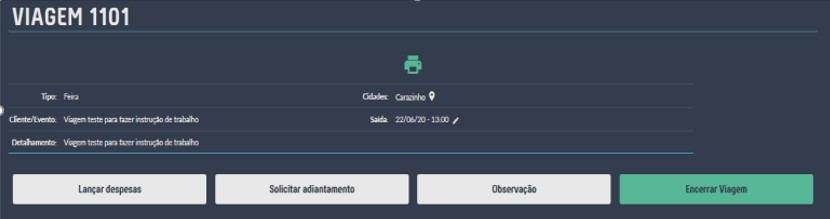 VIAGEM 1101
Tipo: Feira Cidades: Carazinho
Cliente/Evento: Viagem teste para fazer instrução de trabalho Saída: 22/06/20 - 13:00
Detalhamento: Viagem teste para fazer instrução de trabalho
Lançar despesas Solicitar adiantamento Observação Encerrar Viagem